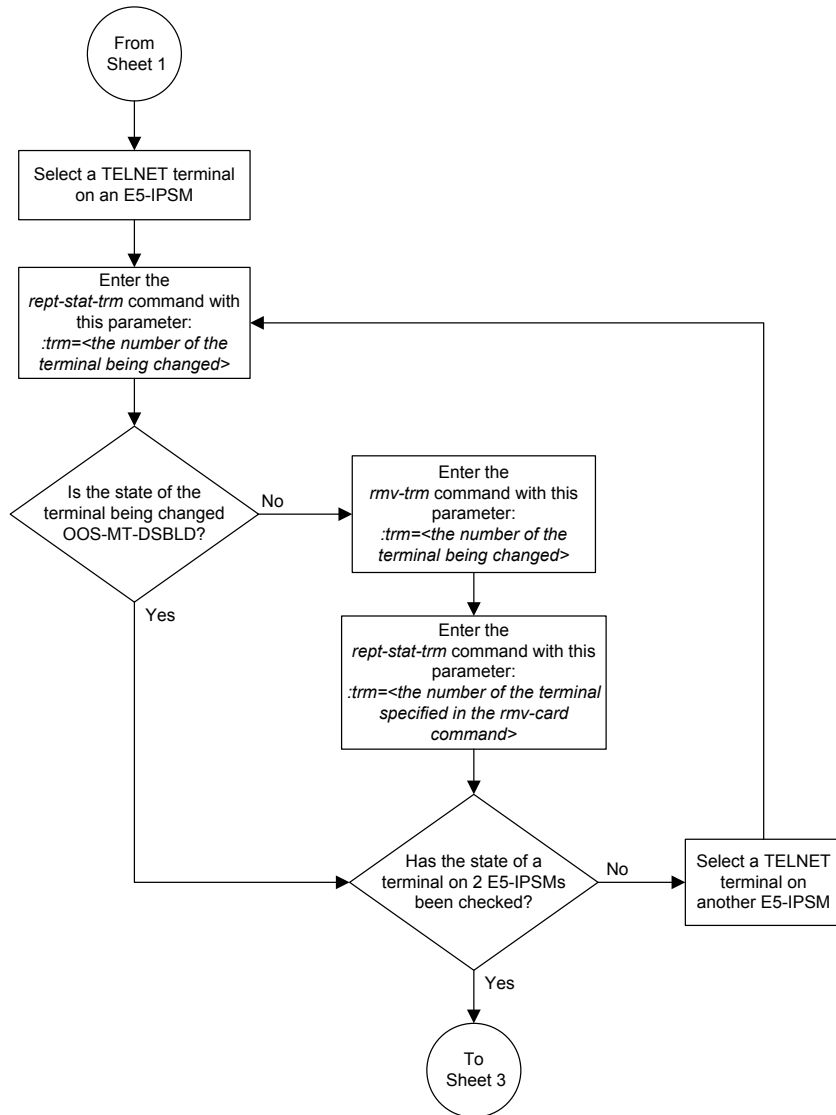 From
Sheet 1
Select a TELNET terminal
on an E5-IPSM
Enter the
rept-stat-trm command with
this parameter:
:trm=<the number of the
terminal being changed>
Is the state of the
terminal being changed
OOS-MT-DSBLD?
No
Yes
Enter the
rmv-trm command with this
parameter:
:trm=<the number of the
terminal being changed>
Enter the
rept-stat-trm command with this
parameter:
:trm=<the number of the terminal
specified in the rmv-card
command>
Has the state of a
terminal on 2 E5-IPSMs
been checked?
No
Select a TELNET
terminal on
another E5-IPSM
Yes
To
Sheet 3